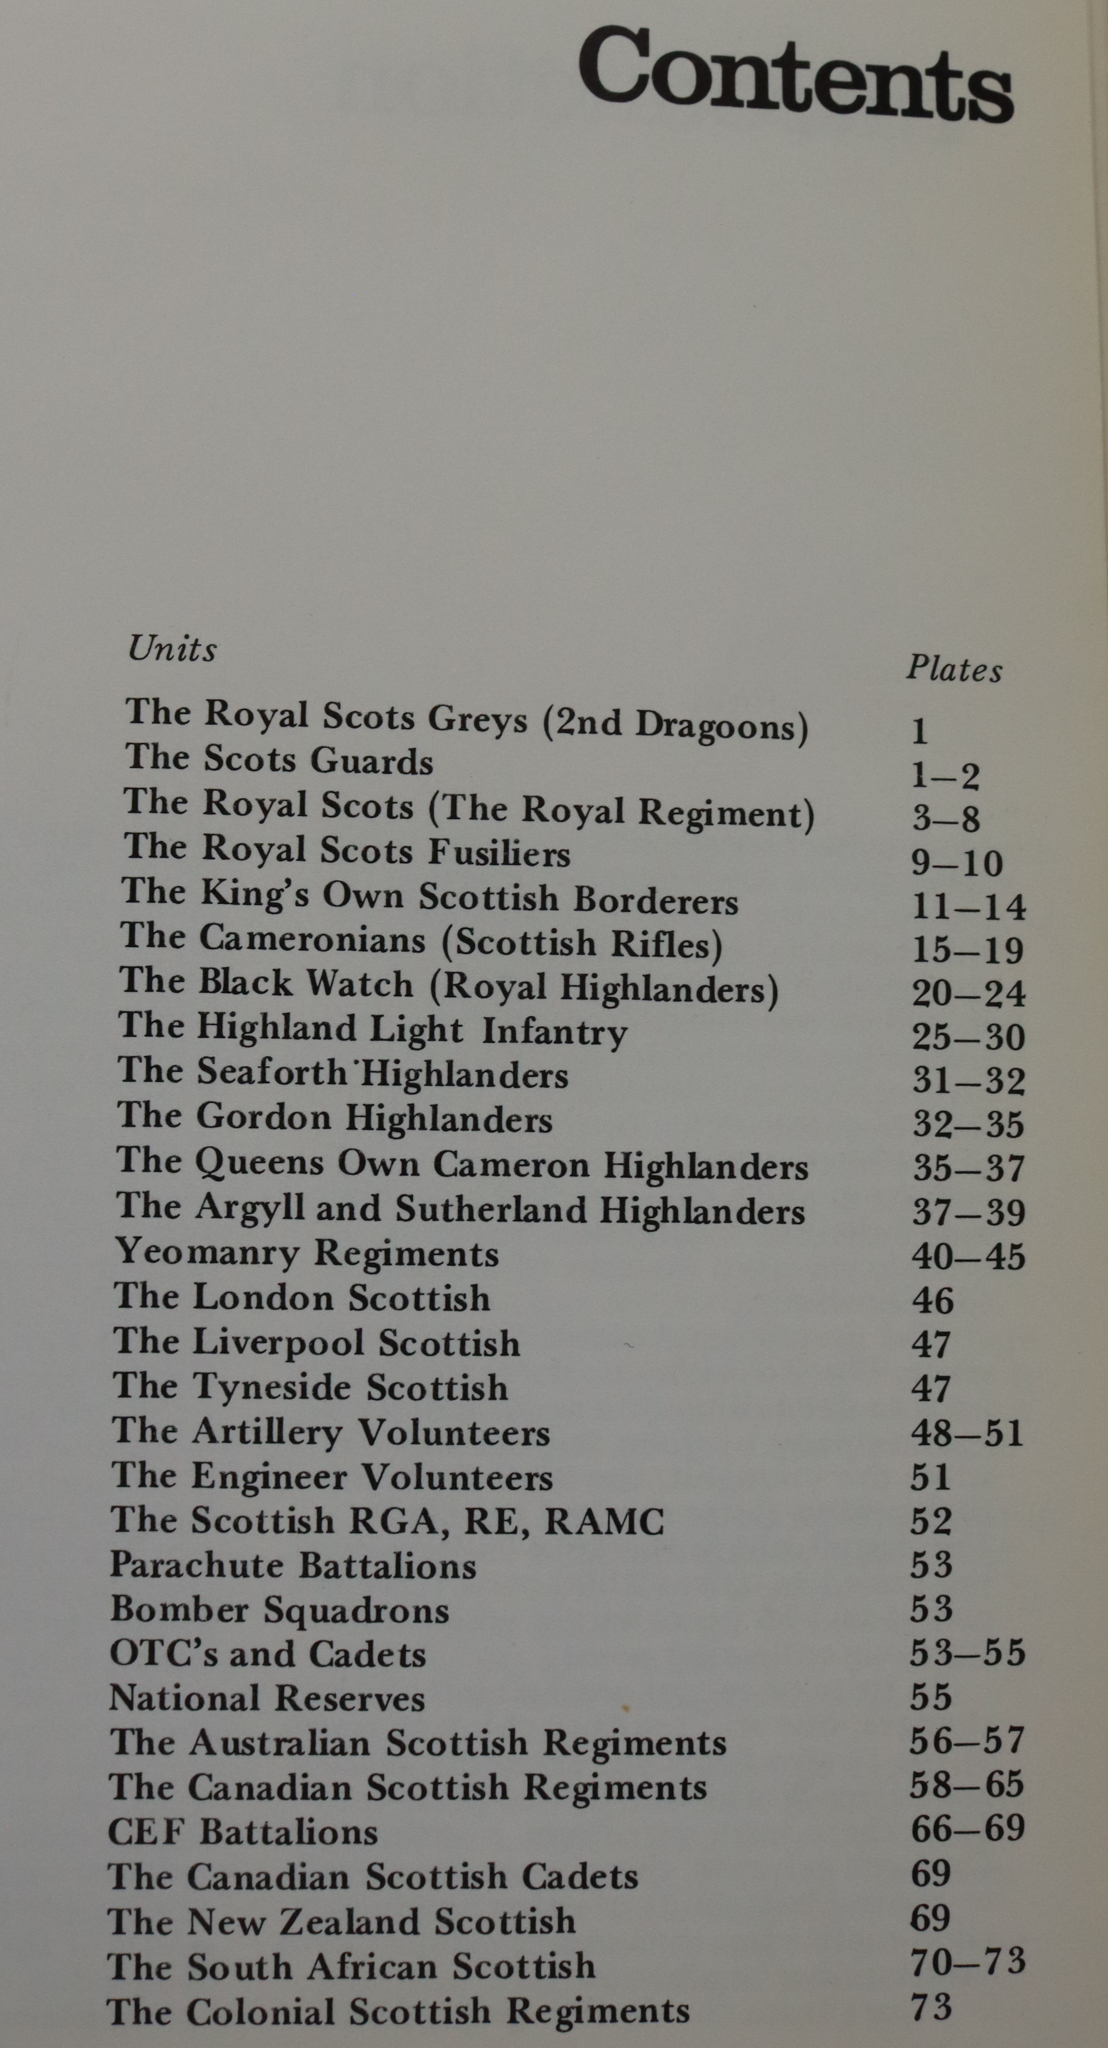 Contents
Units Plates
The Royal Scots Greys (2nd Dragoons) 1
The Scots Guards 1–2
The Royal Scots (The Royal Regiment) 3–8
The Royal Scots Fusiliers 9–10
The King's Own Scottish Borderers 11–14
The Cameronians (Scottish Rifles) 15–19
The Black Watch (Royal Highlanders) 20–24
The Highland Light Infantry 25–30
The Seaforth Highlanders 31–32
The Gordon Highlanders 32–35
The Queens Own Cameron Highlanders 35–37
The Argyll and Sutherland Highlanders 37–39
Yeomanry Regiments 40–45
The London Scottish 46
The Liverpool Scottish 47
The Tyneside Scottish 47
The Artillery Volunteers 48–51
The Engineer Volunteers 51
The Scottish RGA, RE, RAMC 52
Parachute Battalions 53
Bomber Squadrons 53
OTC's and Cadets 53–55
National Reserves 55
The Australian Scottish Regiments 56–57
The Canadian Scottish Regiments 58–65
CEF Battalions 66–69
The Canadian Scottish Cadets 69
The New Zealand Scottish 69
The South African Scottish 70–73
The Colonial Scottish Regiments 73